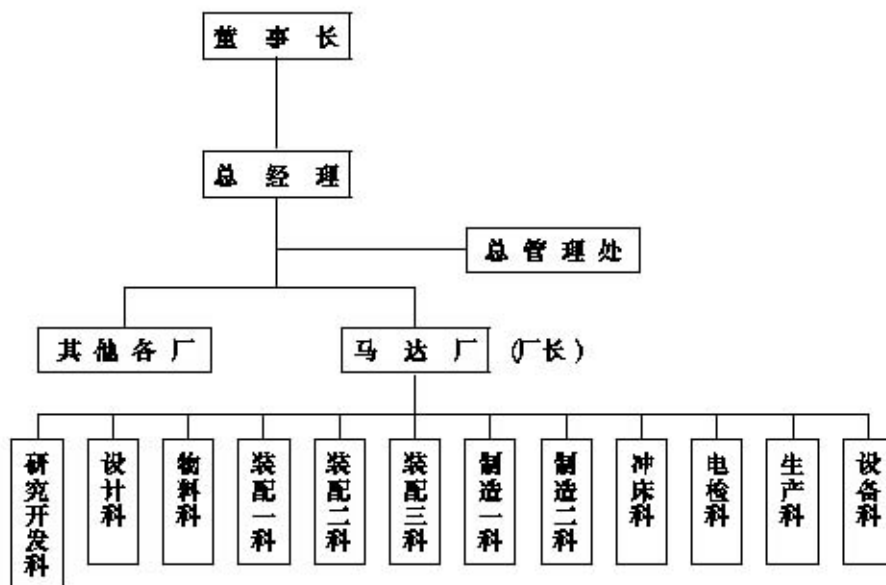 董事长
总经理
总管理处
其他各厂
马达厂 (厂长)
研究开发科
设计科
物料科
装配一科
装配二科
装配三科
制造一科
制造二科
冲床科
电检科
生产科
设备科